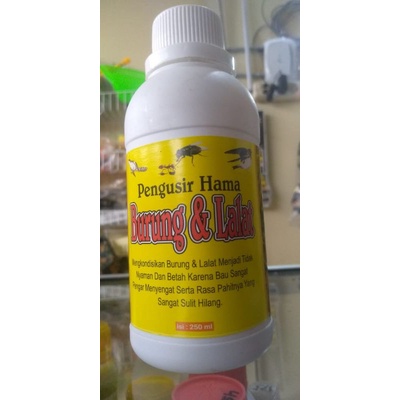 Pengusir Hama
Burung & Lalat
Mengkondisikan Burung & Lalat Menjadi Tidak
Nyaman Dan Betah Karena Bau Sangat
Pengar Menyengat Serta Rasa Pahitnya Yang
Sangat Sulit Hilang.
Isi : 250 ml